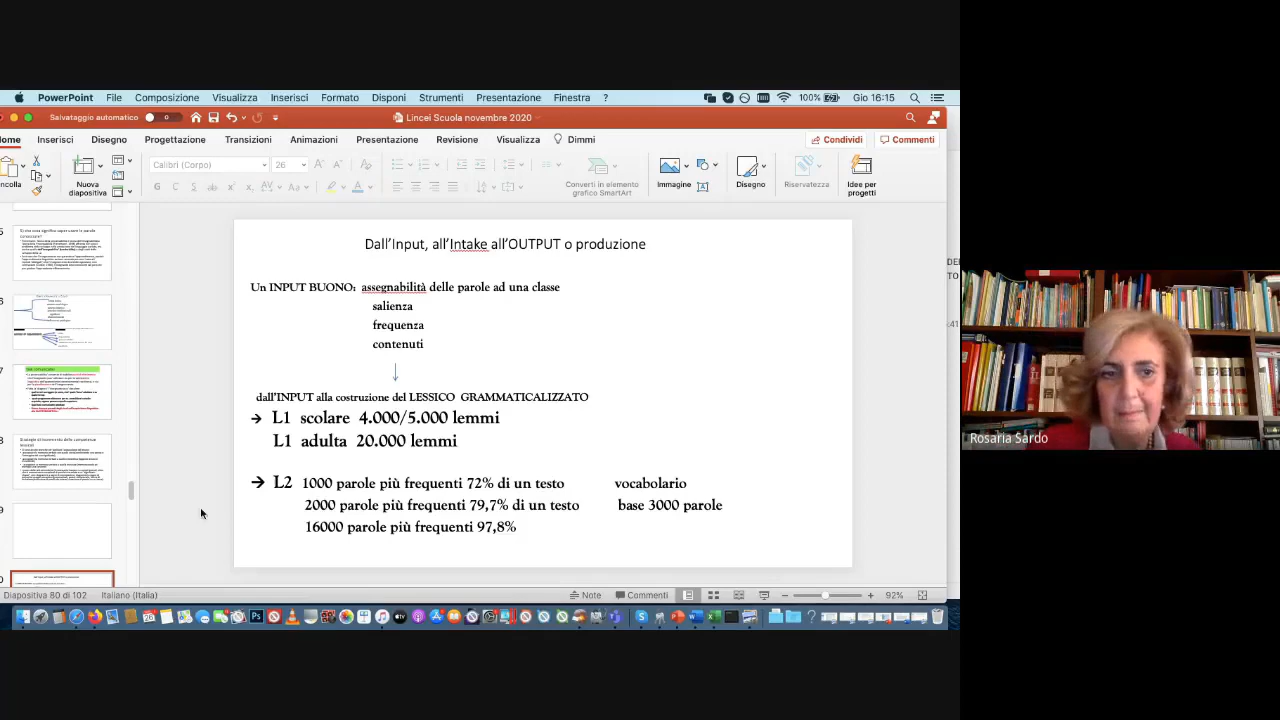 PowerPoint File Composizione Visualizza Inserisci Formato Disponi Strumenti Presentazione Finestra ? 100% Gio 16:15
Salvataggio automatico Lincei Scuola novembre 2020
Home Inserisci Disegno Progettazione Transizioni Animazioni Presentazione Revisione Visualizza Dimmi Condividi Commenti
Calibri (Corpo) 26
Incolla Nuova diapositiva Converti in elemento grafico SmartArt Immagine Disegno Riservatezza Idee per progetti
Dall'Input, all'Intake all'OUTPUT o produzione
Un INPUT BUONO: assegnabilità delle parole ad una classe
salienza
frequenza
contenuti
dall'INPUT alla costruzione del LESSICO GRAMMATICALIZZATO
→ L1 scolare 4.000/5.000 lemmi
L1 adulta 20.000 lemmi
→ L2 1000 parole più frequenti 72% di un testo vocabolario
2000 parole più frequenti 79,7% di un testo base 3000 parole
16000 parole più frequenti 97,8%
Rosaria Sardo
Diapositiva 80 di 102 Italiano (Italia) Note Commenti 92%